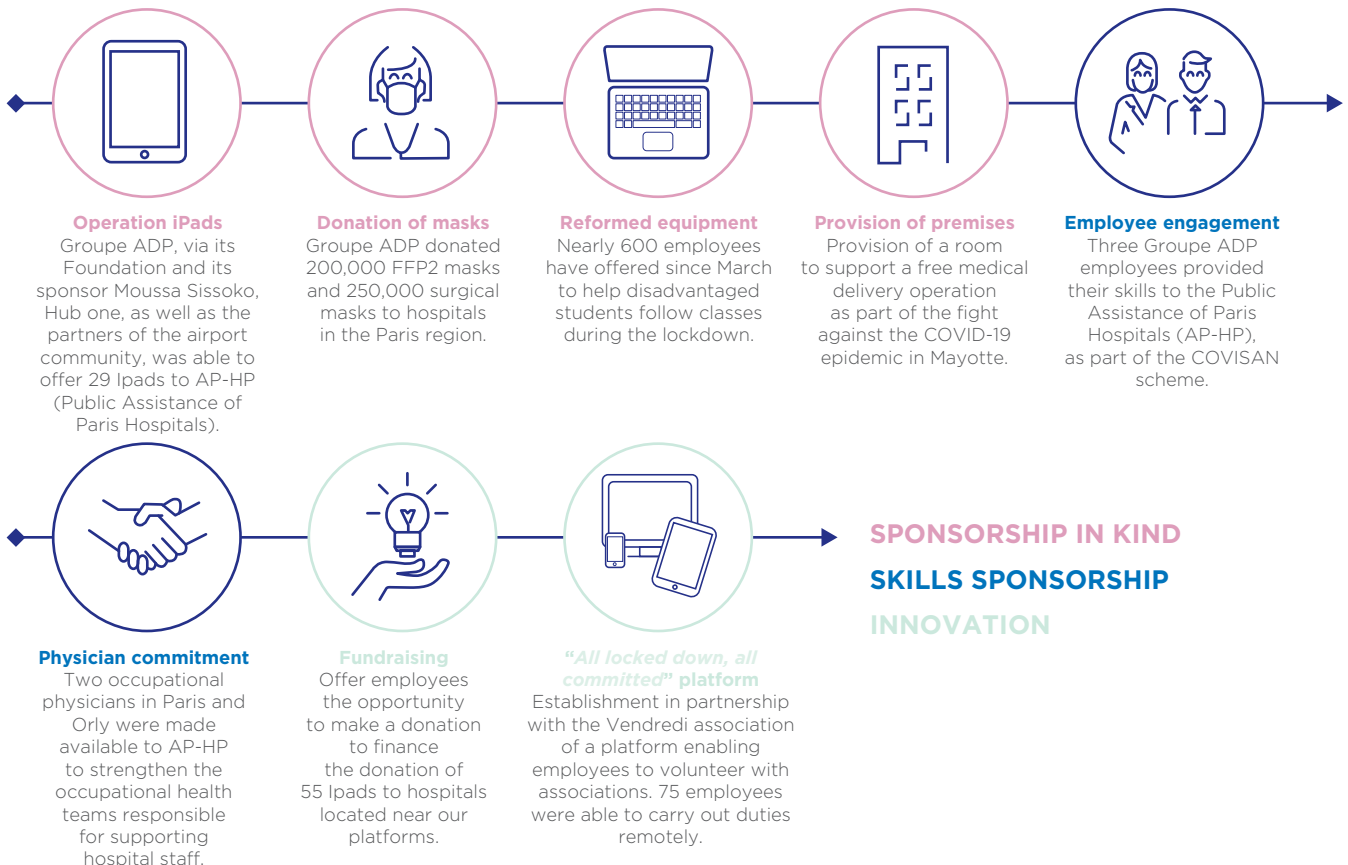 Operation iPads
Groupe ADP, via its
Foundation and its
sponsor Moussa Sissoko,
Hub one, as well as the
partners of the airport
community, was able to
offer 29 Ipads to AP-HP
(Public Assistance of
Paris Hospitals).
Donation of masks
Groupe ADP donated
200,000 FFP2 masks
and 250,000 surgical
masks to hospitals
in the Paris region.
Reformed equipment
Nearly 600 employees
have offered since March
to help disadvantaged
students follow classes
during the lockdown.
Provision of premises
Provision of a room
to support a free medical
delivery operation
as part of the fight
against the COVID-19
epidemic in Mayotte.
Employee engagement
Three Groupe ADP
employees provided
their skills to the Public
Assistance of Paris
Hospitals (AP-HP),
as part of the COVISAN
scheme.
Physician commitment
Two occupational
physicians in Paris and
Orly were made
available to AP-HP
to strengthen the
occupational health
teams responsible
for supporting
hospital staff.
Fundraising
Offer employees
the opportunity
to make a donation
to finance
the donation of
55 Ipads to hospitals
located near our
platforms.
“All locked down, all
committed” platform
Establishment in partnership
with the Vendredi association
of a platform enabling
employees to volunteer with
associations. 75 employees
were able to carry out duties
remotely.
SPONSORSHIP IN KIND
SKILLS SPONSORSHIP
INNOVATION